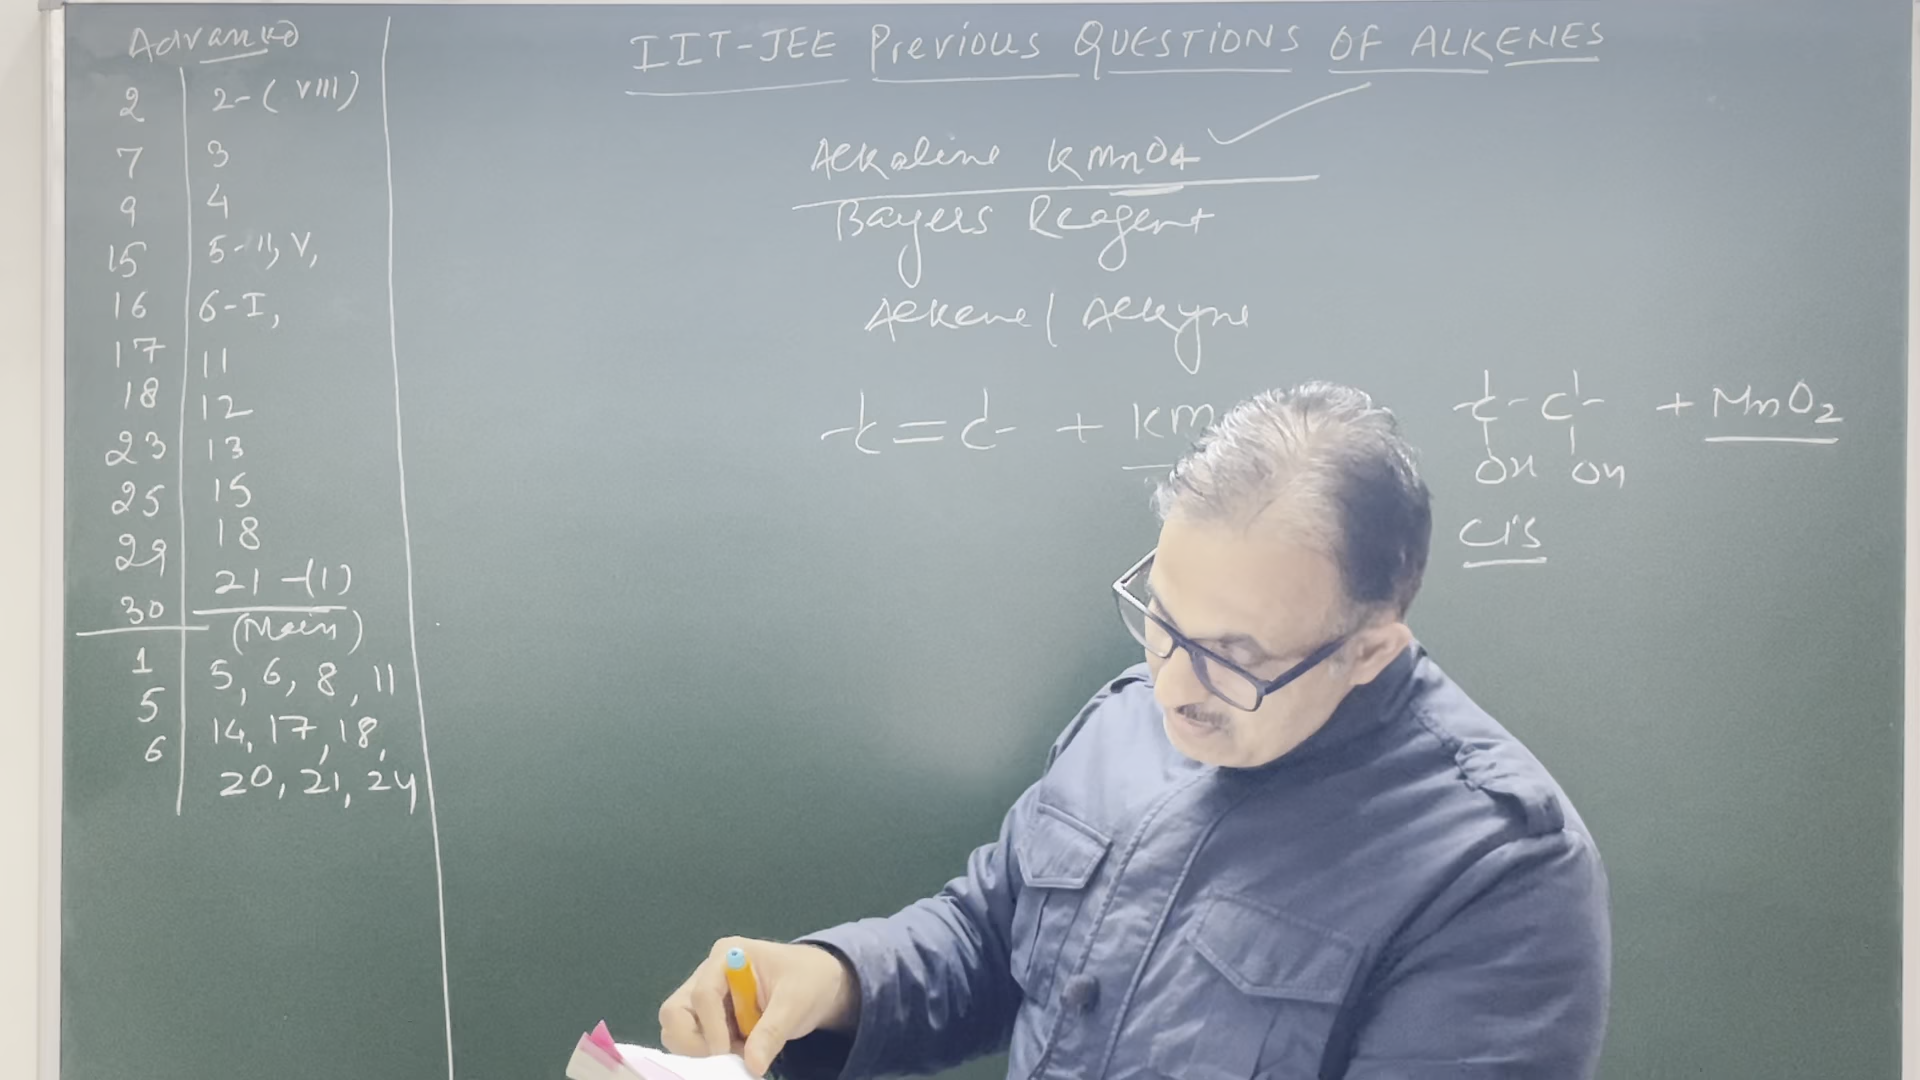 Advanced
2 2-(VIII)
7 3
9 4
15 5-II, V,
16 6-I,
17 11
18 12
23 13
25 15
29 18
30 21-(1)
(Main)
1 5, 6, 8, 11
5 14, 17, 18,
6 20, 21, 24
IIT-JEE Previous QUESTIONS OF ALKENES
Alkaline KMnO4 ✓
Bayers Reagent
Alkene/Alkyne
-C=C- + KM -C-C- + MnO2
OH OH
Cis